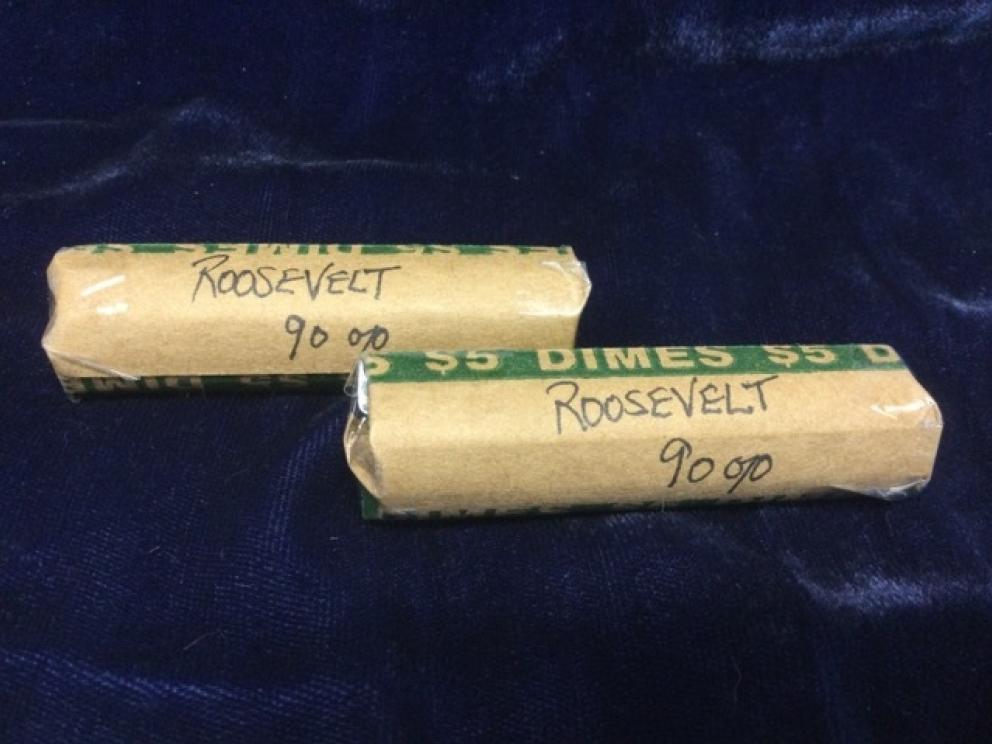 ROOSEVELT
90 %
$5 DIMES $5 D
ROOSEVELT
90 %